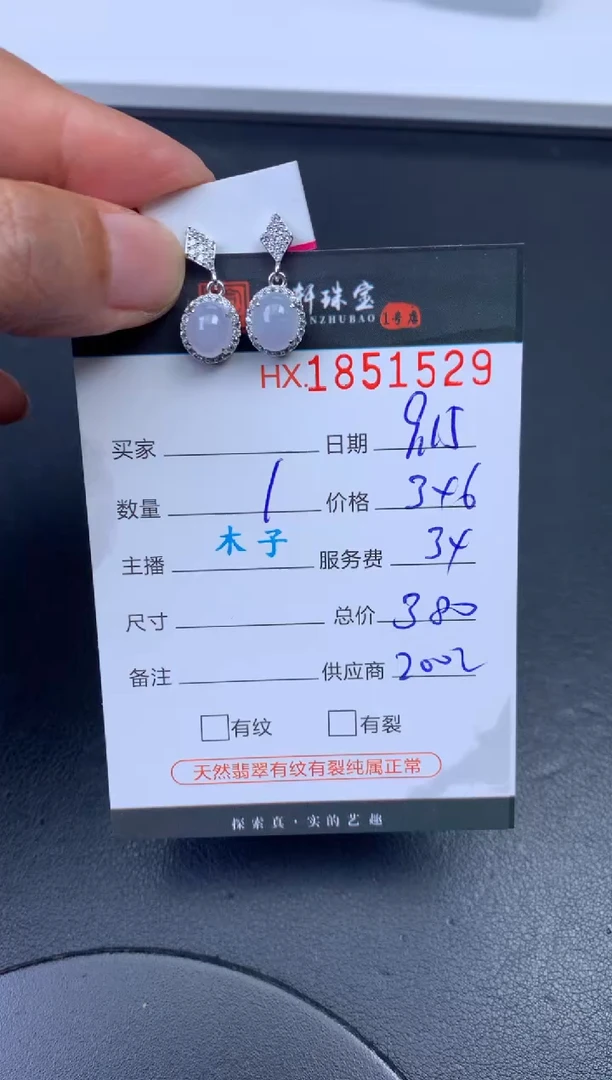 轩珠宝
NZHUBAO 1号店
HX.1851529
买家 日期 9.15
数量 1 价格 346
主播 木子 服务费 34
尺寸 总价 380
备注 供应商 2002
有纹 有裂
天然翡翠有纹有裂纯属正常
探索真·实的艺趣